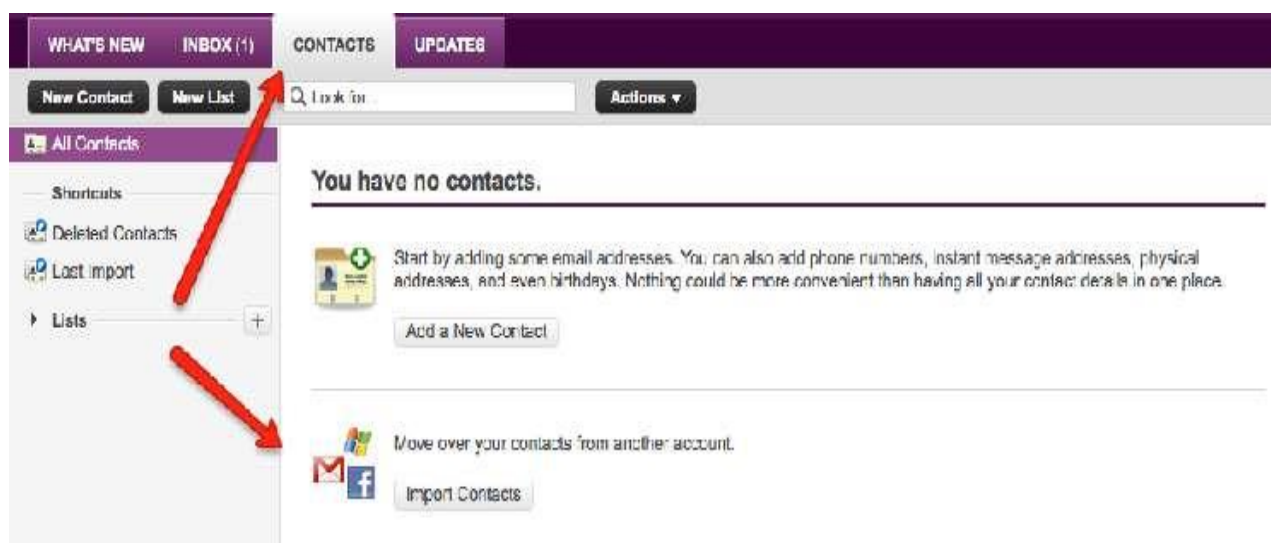 WHAT'S NEW INBOX (1) CONTACTS UPDATES
New Contact New List Look for... Actions
All Contacts
Shortcuts
Deleted Contacts
Last Import
Lists +
You have no contacts.
Start by adding some email addresses. You can also add phone numbers, instant message addresses, physical
addresses, and even birthdays. Nothing could be more convenient than having all your contact details in one place.
Add a New Contact
Move over your contacts from another account.
Import Contacts